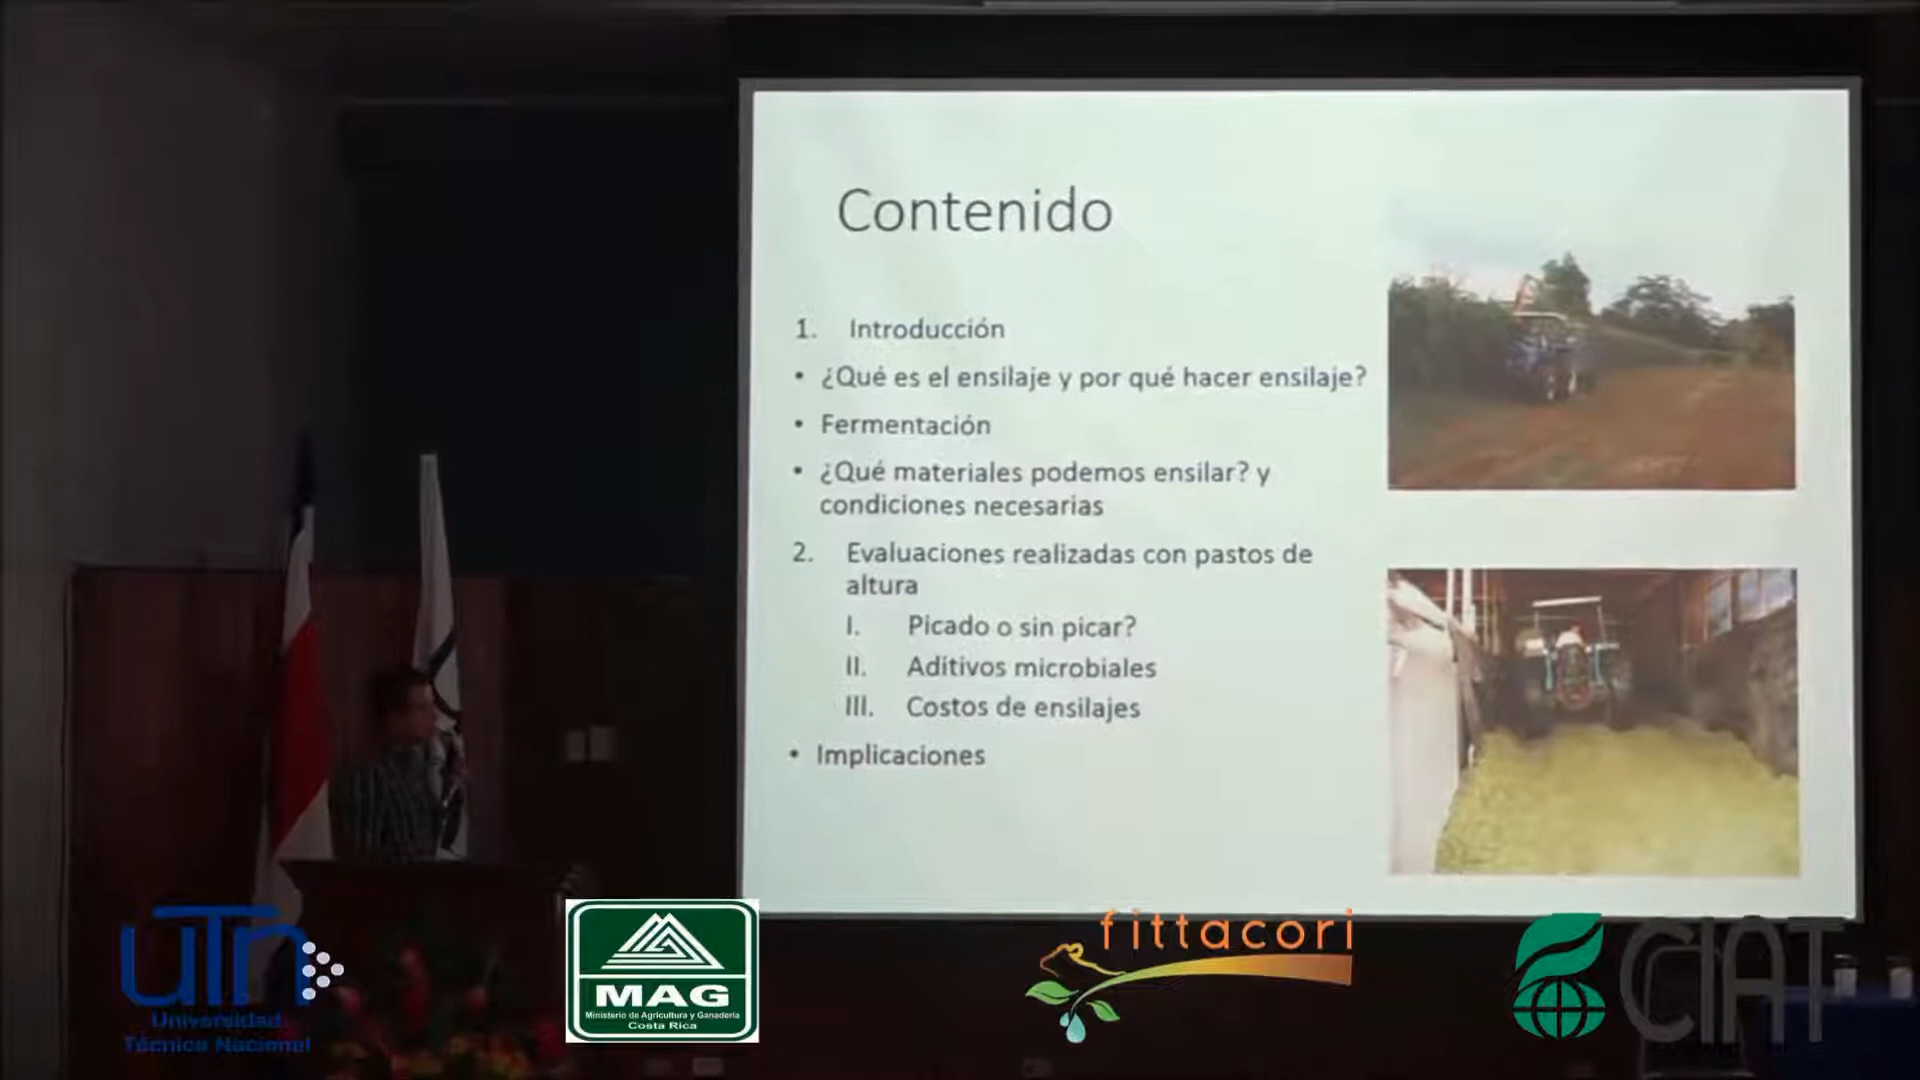 Contenido
1. Introducción
• ¿Qué es el ensilaje y por qué hacer ensilaje?
• Fermentación
• ¿Qué materiales podemos ensilar? y
condiciones necesarias
2. Evaluaciones realizadas con pastos de
altura
I. Picado o sin picar?
II. Aditivos microbiales
III. Costos de ensilajes
• Implicaciones
UTN
Universidad
Técnica Nacional
MAG
Ministerio de Agricultura y Ganadería
Costa Rica
fittacori
CIAT